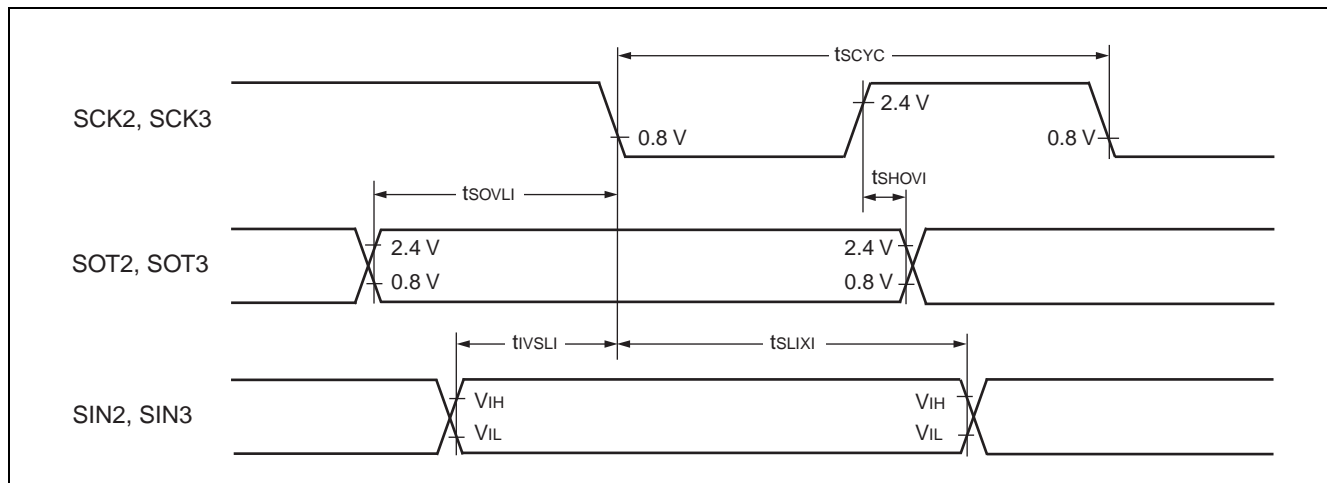 tSCYC
SCK2, SCK3
2.4 V
0.8 V
0.8 V
tSOVLI
tSHOVI
SOT2, SOT3
2.4 V
2.4 V
0.8 V
0.8 V
tIVSLI
tSLIXI
SIN2, SIN3
VIH
VIH
VIL
VIL